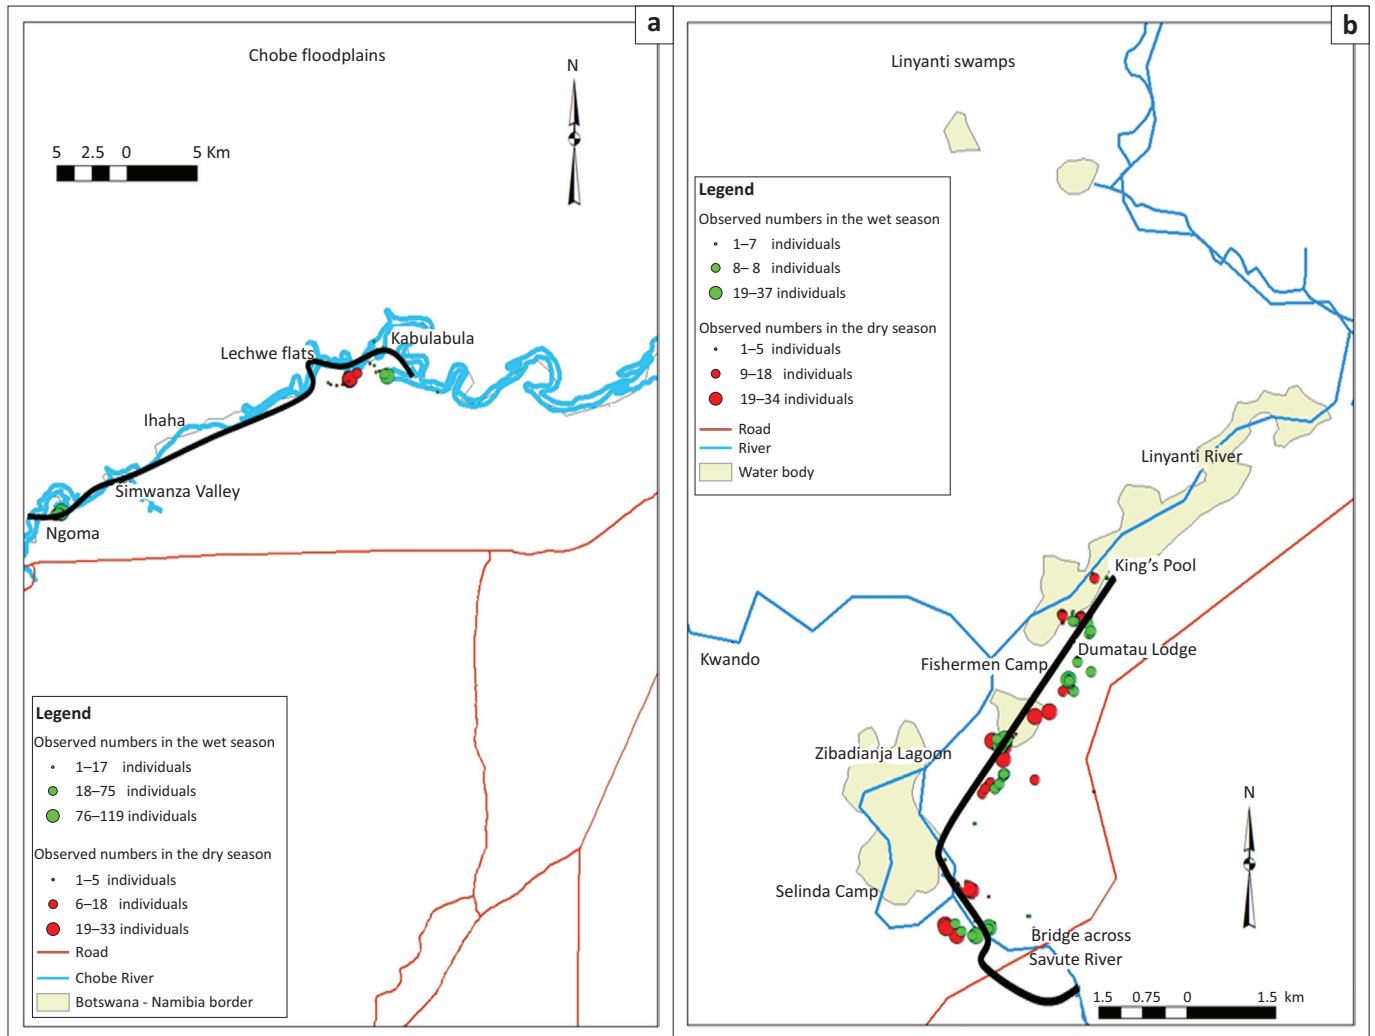 a
Chobe floodplains
N
5 2.5 0 5 Km
Kabulabula
Lechwe flats
Ihaha
Simwanza Valley
Ngoma
Legend
Observed numbers in the wet season
1–17 individuals
18–75 individuals
76–119 individuals
Observed numbers in the dry season
1–5 individuals
6–18 individuals
19–33 individuals
Road
Chobe River
Botswana - Namibia border
b
Linyanti swamps
Legend
Observed numbers in the wet season
1–7 individuals
8– 8 individuals
19–37 individuals
Observed numbers in the dry season
1–5 individuals
9–18 individuals
19–34 individuals
Road
River
Water body
Linyanti River
King's Pool
Dumatau Lodge
Fishermen Camp
Kwando
Zibadianja Lagoon
N
Selinda Camp
Bridge across
Savute River
1.5 0.75 0 1.5 km